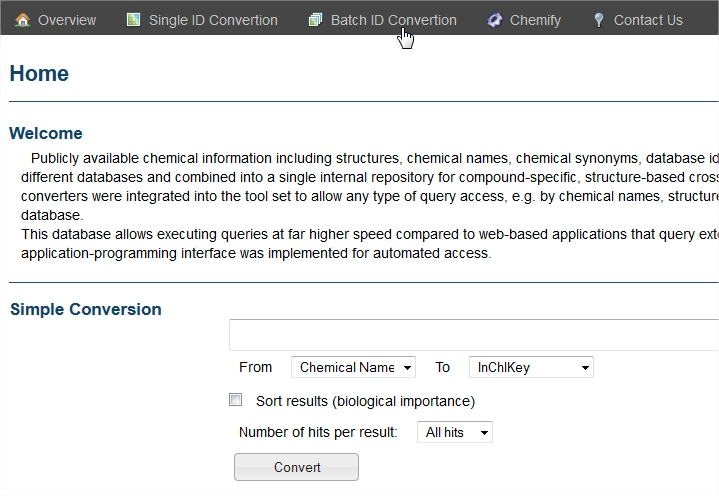 Overview Single ID Convertion Batch ID Convertion Chemify Contact Us
Home
Welcome
Publicly available chemical information including structures, chemical names, chemical synonyms, database id
different databases and combined into a single internal repository for compound-specific, structure-based cross
converters were integrated into the tool set to allow any type of query access, e.g. by chemical names, structure
database.
This database allows executing queries at far higher speed compared to web-based applications that query exte
application-programming interface was implemented for automated access.
Simple Conversion
From Chemical Name To InChIKey
Sort results (biological importance)
Number of hits per result: All hits
Convert